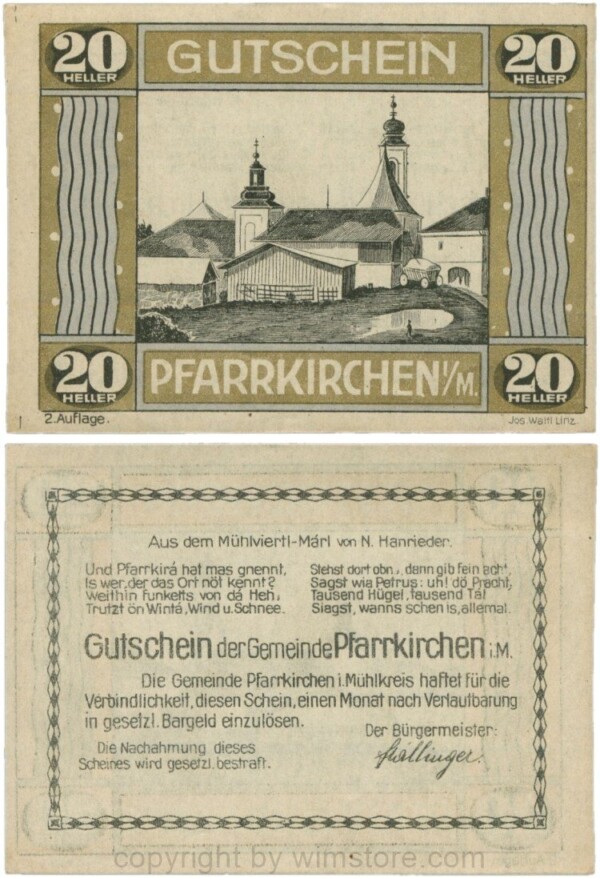 20 HELLER
GUTSCHEIN
20 HELLER
20 HELLER
PFARRKIRCHEN I/M.
20 HELLER
2. Auflage.
Jos. Waltl Linz.
Aus dem Mühlviertl-Márl von N. Hanrieder.
Und Pfarrkirá hat mas gnennt,
Is wer, der das Ort nöt kennt?
Weithin funkelts von dá Heh,
Trutzt ön Wintá, Wind u. Schnee.
Stehst dort obn, dann gib fein acht,
Sagst wia Petrus: uh! dö Pracht,
Tausend Hügel, tausend Tal
Siagst, wanns schen is, allemal.
Gutschein der Gemeinde Pfarrkirchen i. M.
Die Gemeinde Pfarrkirchen i. Mühlkreis haftet für die
Verbindlichkeit, diesen Schein, einen Monat nach Verlautbarung
in gesetzl. Bargeld einzulösen.
Der Bürgermeister:
Die Nachahmung dieses
Scheines wird gesetzl. bestraft.
copyright by wimstore.com